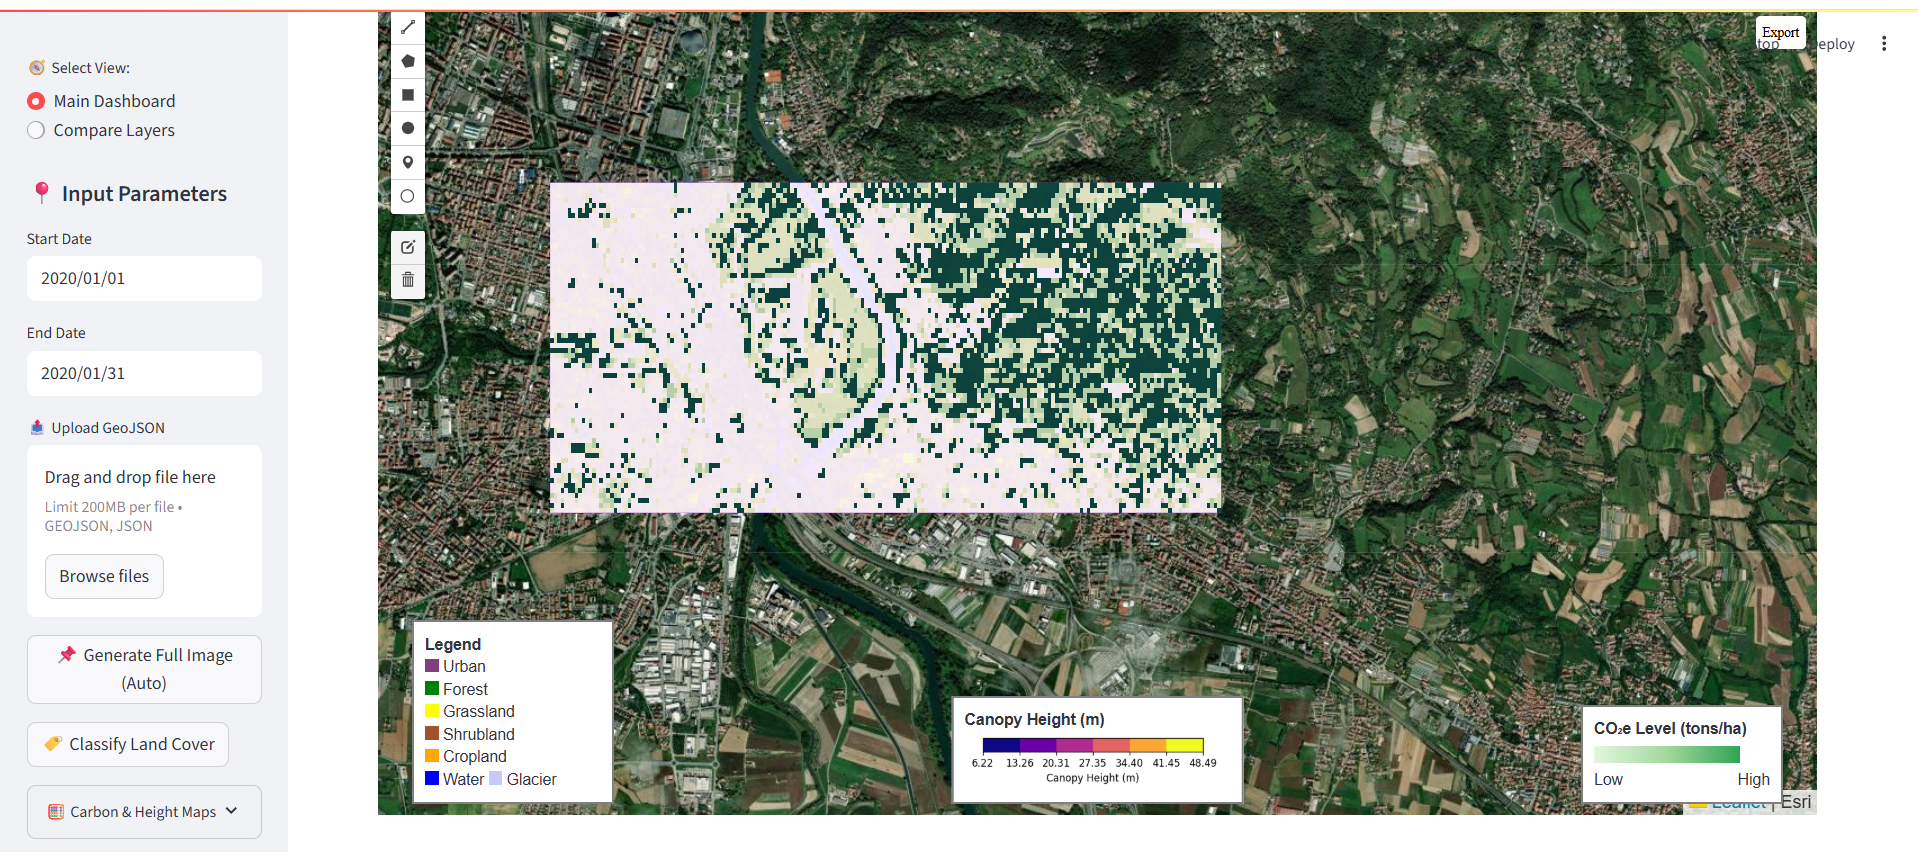 Select View:
Main Dashboard
Compare Layers
Input Parameters
Start Date
2020/01/01
End Date
2020/01/31
Upload GeoJSON
Drag and drop file here
Limit 200MB per file •
GEOJSON, JSON
Browse files
Generate Full Image
(Auto)
Classify Land Cover
Carbon & Height Maps
Export
top eploy
Legend
Urban
Forest
Grassland
Shrubland
Cropland
Water Glacier
Canopy Height (m)
6.22 13.26 20.31 27.35 34.40 41.45 48.49
Canopy Height (m)
CO₂e Level (tons/ha)
Low High
Leaflet | Esri